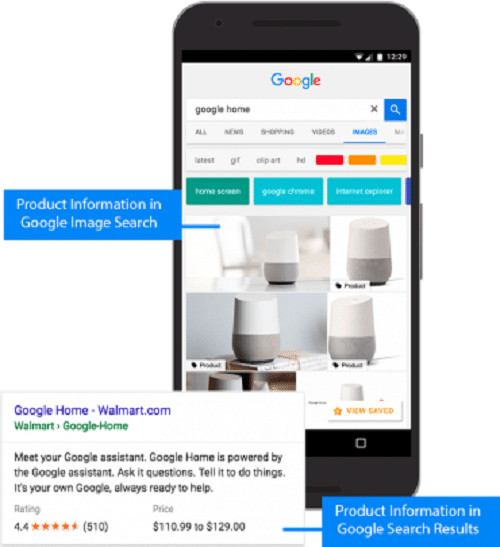 12:29
Google
google home
ALL NEWS SHOPPING VIDEOS IMAGES
latest gif clip art hd
home screen google chrome internet explorer
Product Information in
Google Image Search
Product
Product
VIEW SAVED
Google Home - Walmart.com
Walmart › Google-Home
Meet your Google assistant. Google Home is powered by
the Google assistant. Ask it questions. Tell it to do things.
It's your own Google, always ready to help.
Rating Price
4.4 (510) $110.99 to $129.00
Product Information in
Google Search Results